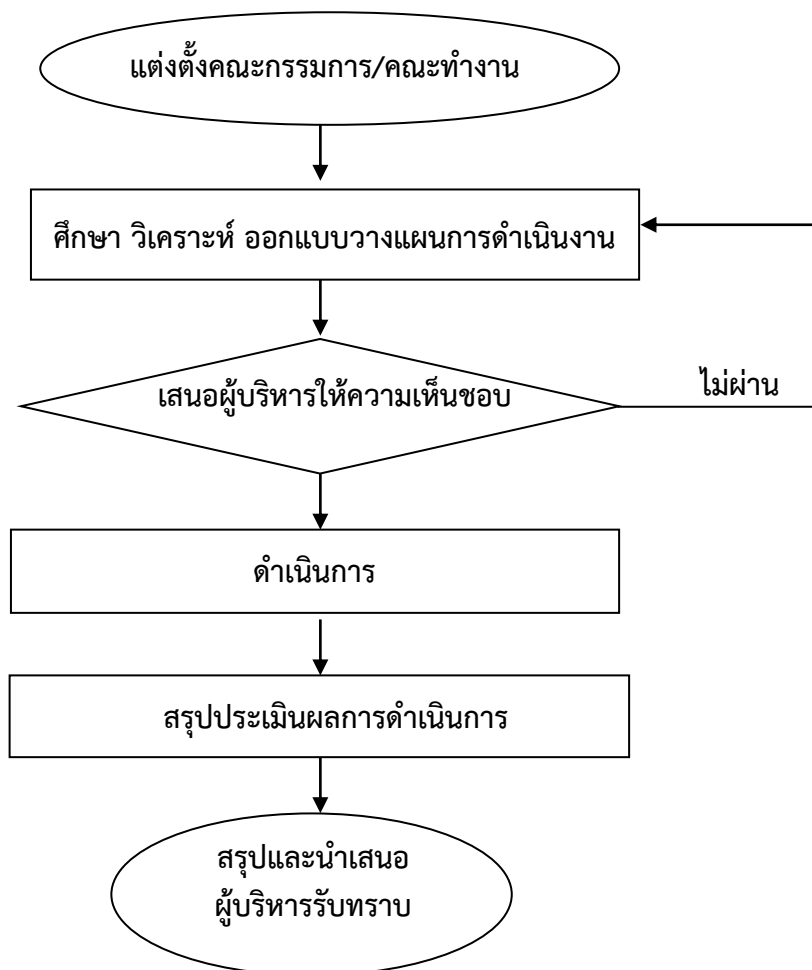 แต่งตั้งคณะกรรมการ/คณะทำงาน
ศึกษา วิเคราะห์ ออกแบบวางแผนการดำเนินงาน
เสนอผู้บริหารให้ความเห็นชอบ
ไม่ผ่าน
ดำเนินการ
สรุปประเมินผลการดำเนินการ
สรุปและนำเสนอ
ผู้บริหารรับทราบ